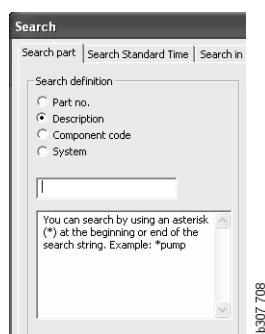 Search
Search part Search Standard Time Search in
Search definition
Part no.
Description
Component code
System
You can search by using an asterisk
(*) at the beginning or end of the
search string. Example: *pump
b307 708